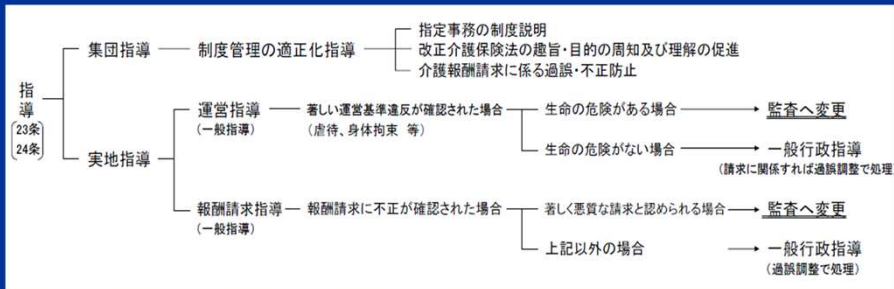 指導
〔23条
24条〕
集団指導
制度管理の適正化指導
指定事務の制度説明
改正介護保険法の趣旨・目的の周知及び理解の促進
介護報酬請求に係る過誤・不正防止
実地指導
運営指導
(一般指導)
著しい運営基準違反が確認された場合
(虐待、身体拘束 等)
生命の危険がある場合
監査へ変更
生命の危険がない場合
一般行政指導
(請求に関係すれば過誤調整で処理)
報酬請求指導
(一般指導)
報酬請求に不正が確認された場合
著しく悪質な請求と認められる場合
監査へ変更
上記以外の場合
一般行政指導
(過誤調整で処理)